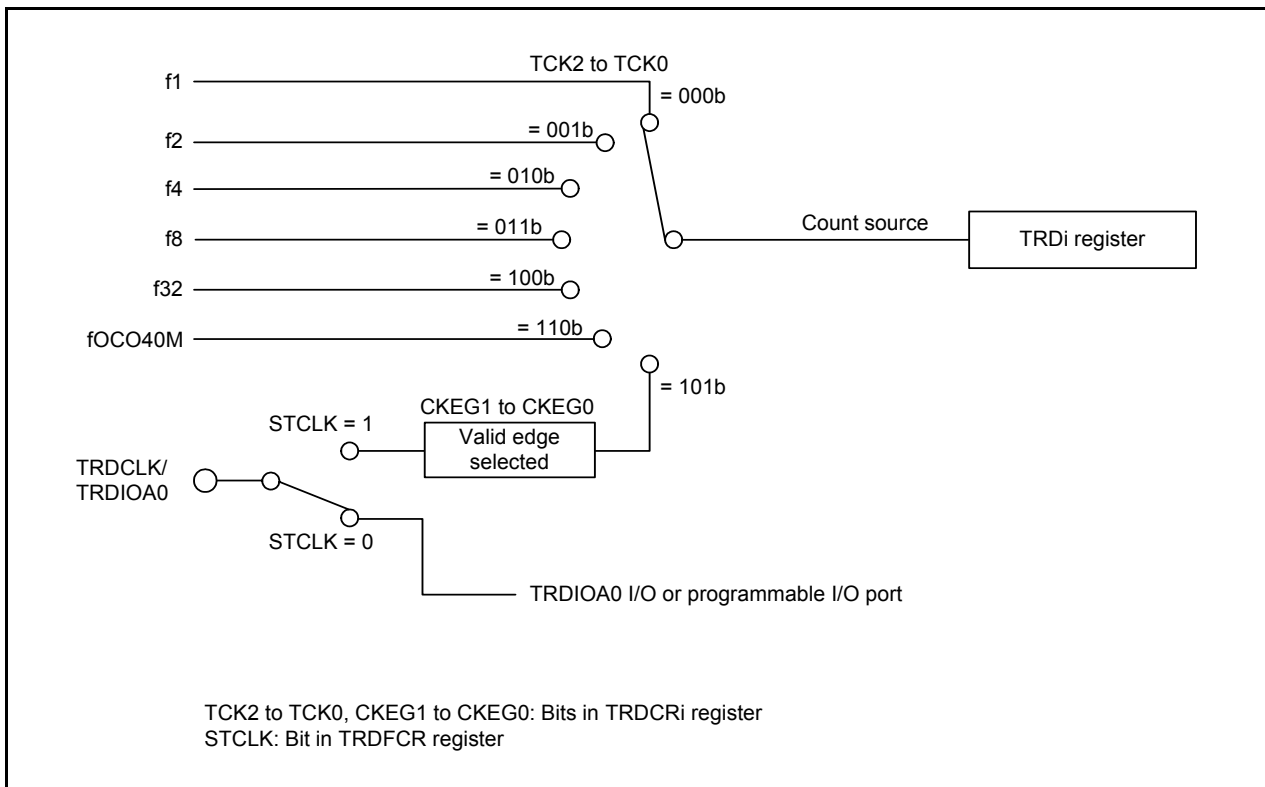 TCK2 to TCK0
f1
= 000b
f2
= 001b
f4
= 010b
f8
= 011b
Count source
TRDi register
f32
= 100b
fOCO40M
= 110b
= 101b
STCLK = 1
CKEG1 to CKEG0
Valid edge
selected
TRDCLK/
TRDIOA0
STCLK = 0
TRDIOA0 I/O or programmable I/O port
TCK2 to TCK0, CKEG1 to CKEG0: Bits in TRDCRi register
STCLK: Bit in TRDFCR register